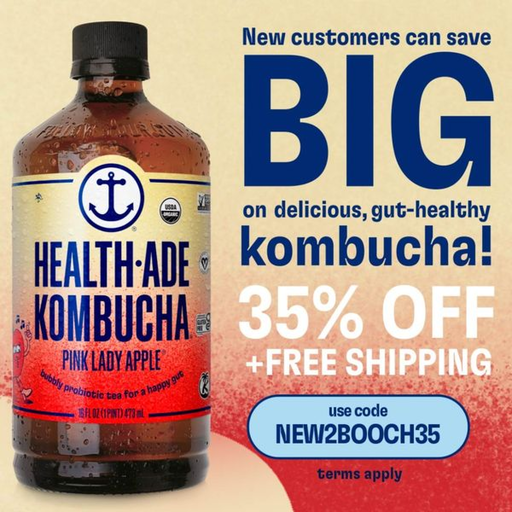 New customers can save
BIG
on delicious, gut-healthy
kombucha!
35% OFF
+FREE SHIPPING
use code
NEW2BOOCH35
terms apply
USDA
ORGANIC
HEALTH-ADE
KOMBUCHA
PINK LADY APPLE
bubbly probiotic tea for a happy gut
16 FL OZ (1 PINT) 473 mL